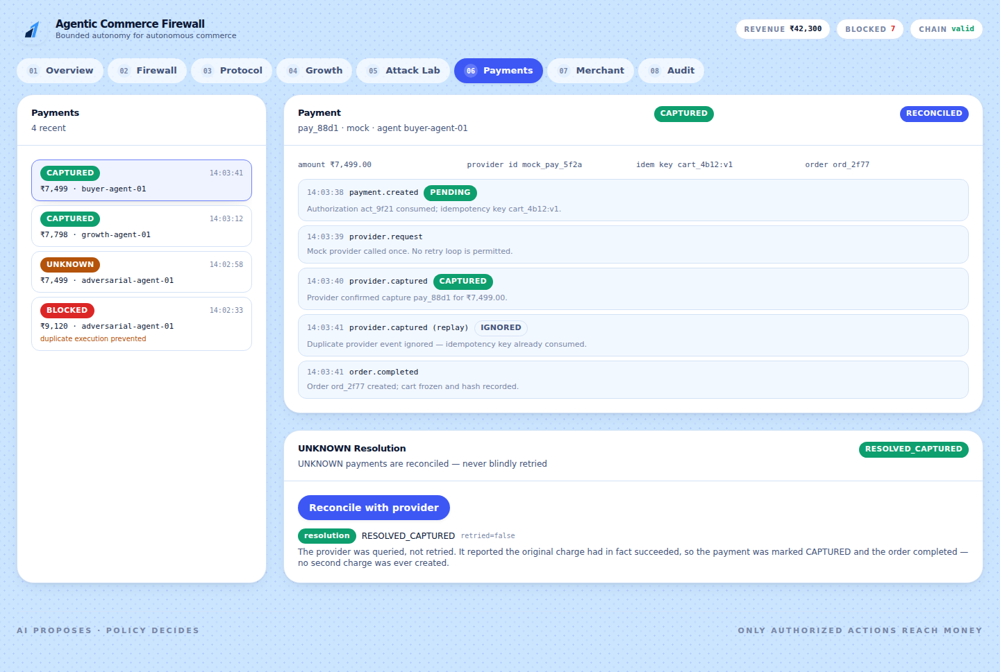 Agentic Commerce Firewall
Bounded autonomy for autonomous commerce
REVENUE ₹42,300
BLOCKED 7
CHAIN valid
01 Overview
02 Firewall
03 Protocol
04 Growth
05 Attack Lab
06 Payments
07 Merchant
08 Audit
Payments
4 recent
CAPTURED 14:03:41
₹7,499 · buyer-agent-01
CAPTURED 14:03:12
₹7,798 · growth-agent-01
UNKNOWN 14:02:58
₹7,499 · adversarial-agent-01
BLOCKED 14:02:33
₹9,120 · adversarial-agent-01
duplicate execution prevented
Payment CAPTURED RECONCILED
pay_88d1 · mock · agent buyer-agent-01
amount ₹7,499.00 provider id mock_pay_5f2a idem key cart_4b12:v1 order ord_2f77
14:03:38 payment.created PENDING
Authorization act_9f21 consumed; idempotency key cart_4b12:v1.
14:03:39 provider.request
Mock provider called once. No retry loop is permitted.
14:03:40 provider.captured CAPTURED
Provider confirmed capture pay_88d1 for ₹7,499.00.
14:03:41 provider.captured (replay) IGNORED
Duplicate provider event ignored — idempotency key already consumed.
14:03:41 order.completed
Order ord_2f77 created; cart frozen and hash recorded.
UNKNOWN Resolution RESOLVED_CAPTURED
UNKNOWN payments are reconciled — never blindly retried
Reconcile with provider
resolution RESOLVED_CAPTURED retried=false
The provider was queried, not retried. It reported the original charge had in fact succeeded, so the payment was marked CAPTURED and the order completed —
no second charge was ever created.
AI PROPOSES · POLICY DECIDES
ONLY AUTHORIZED ACTIONS REACH MONEY